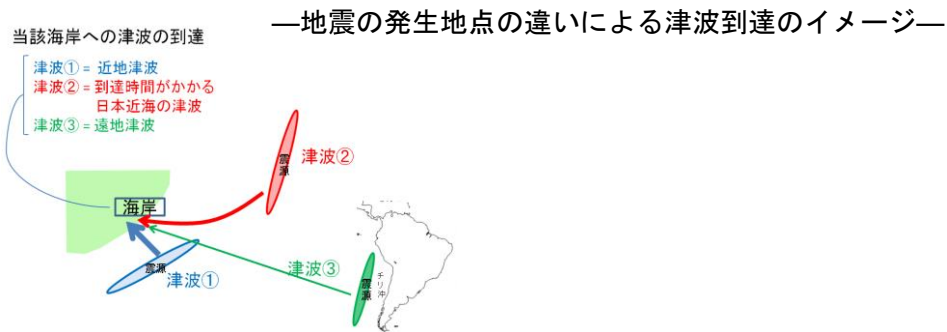 ―地震の発生地点の違いによる津波到達のイメージ―
当該海岸への津波の到達
津波①= 近地津波
津波②= 到達時間がかかる
日本近海の津波
津波③= 遠地津波
震源
津波②
海岸
震源
津波①
津波③
震源
チリ沖